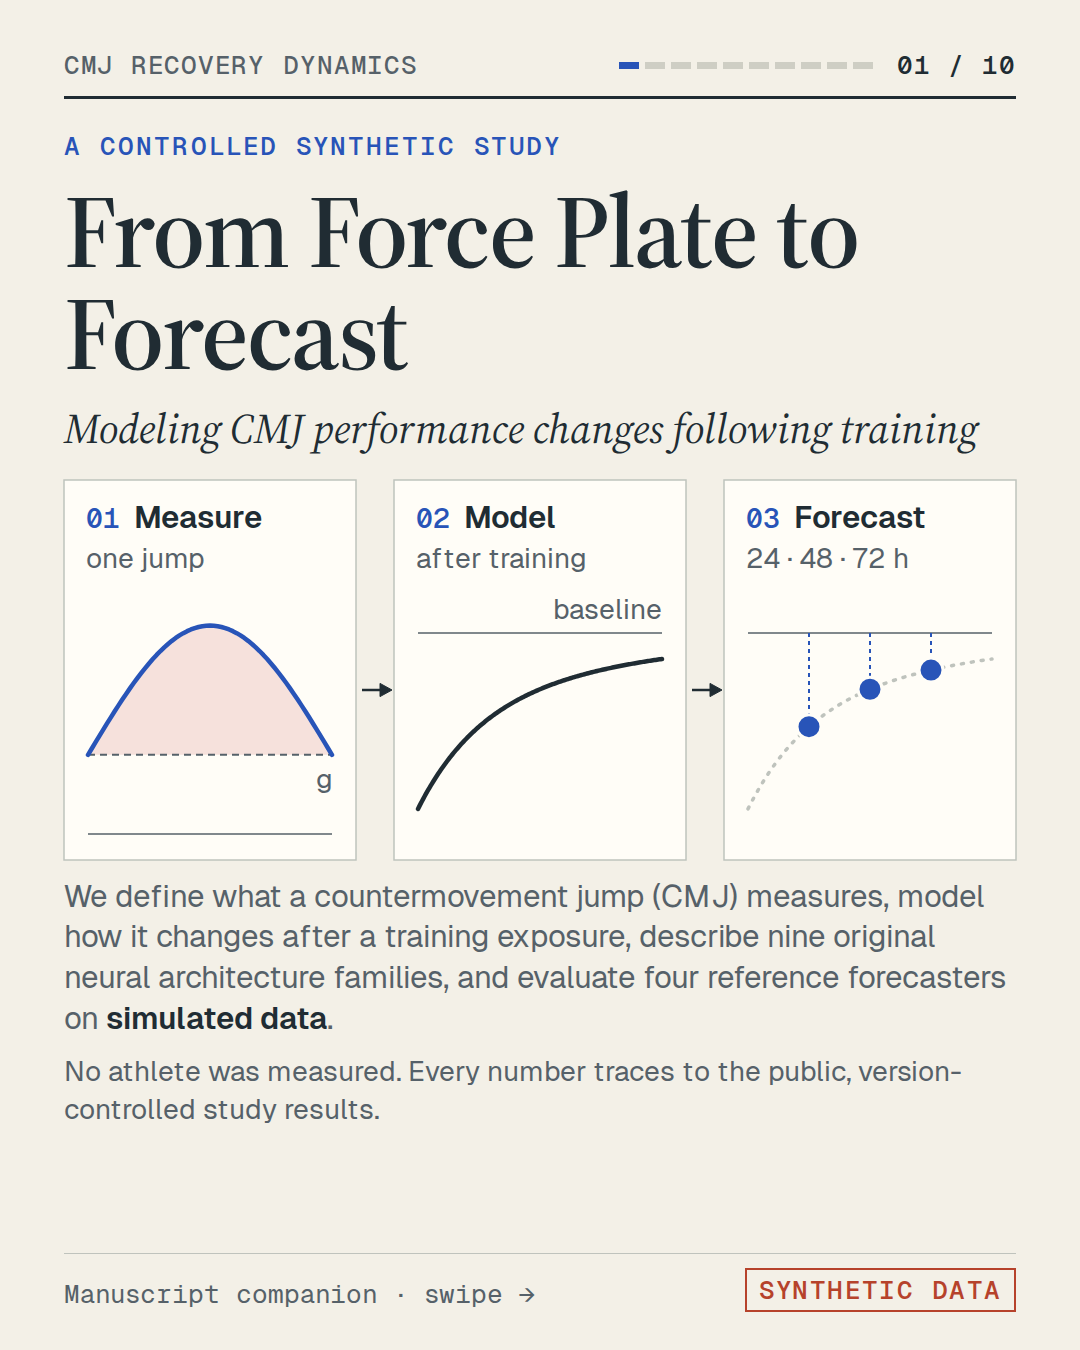 CMJ RECOVERY DYNAMICS
01 / 10
A CONTROLLED SYNTHETIC STUDY
From Force Plate to
Forecast
Modeling CMJ performance changes following training
01 Measure
one jump
g
02 Model
after training
baseline
03 Forecast
24 · 48 · 72 h
We define what a countermovement jump (CMJ) measures, model
how it changes after a training exposure, describe nine original
neural architecture families, and evaluate four reference forecasters
on simulated data.
No athlete was measured. Every number traces to the public, version-
controlled study results.
Manuscript companion · swipe →
SYNTHETIC DATA